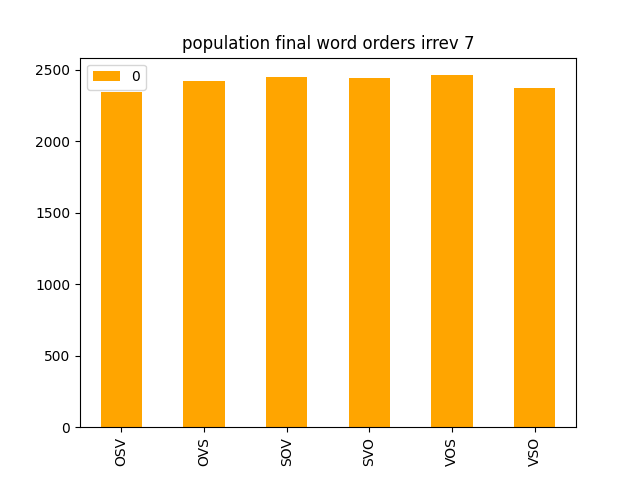 population final word orders irrev 7
0
2500
2000
1500
1000
500
0
OSV
OVS
SOV
SVO
VOS
VSO